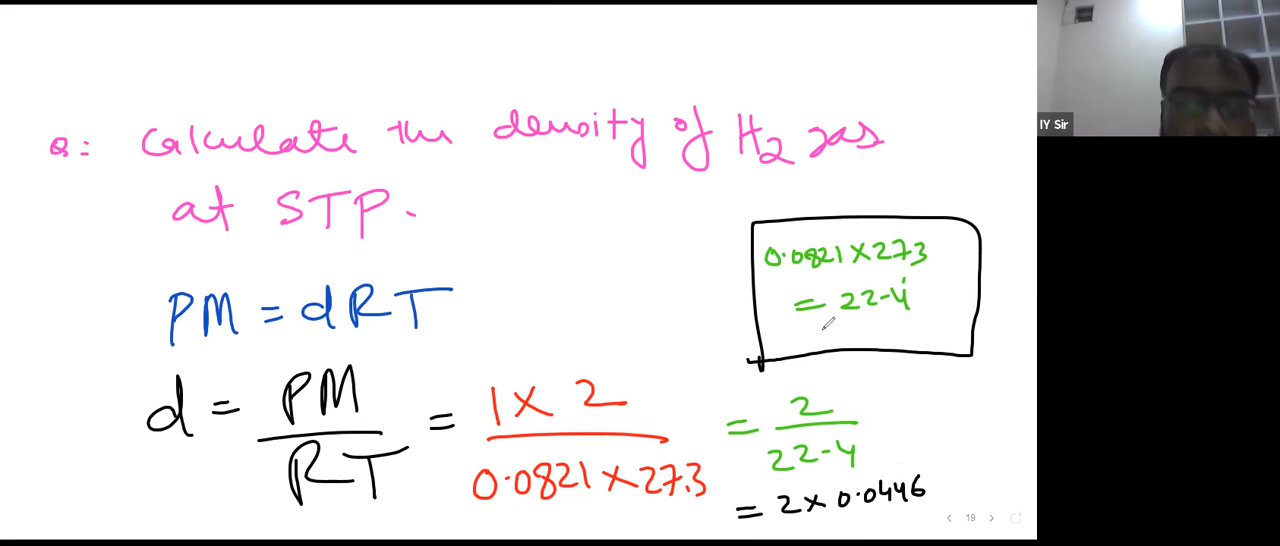 Q: Calculate the density of H2 gas
at STP.
PM = dRT
0.0821 × 273
= 22.4
d = PM / RT = 1 × 2 / 0.0821 × 273 = 2 / 22.4
= 2 × 0.0446
IY Sir
19